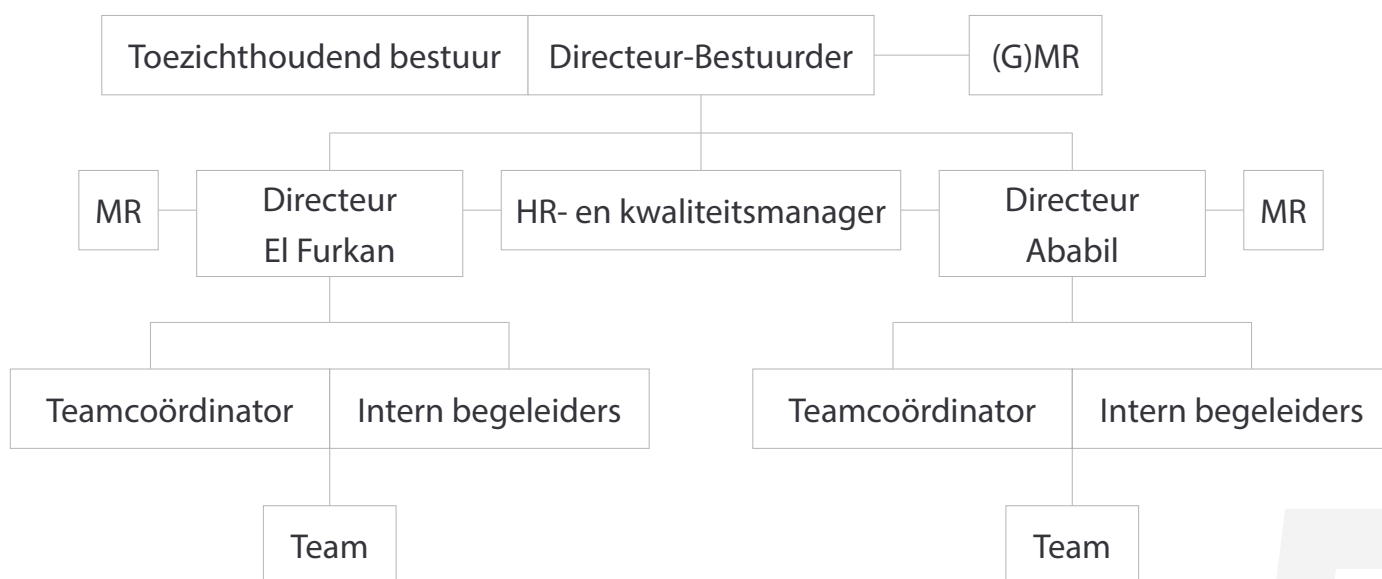 Toezichthoudend bestuur
Directeur-Bestuurder
(G)MR
MR
Directeur
El Furkan
HR- en kwaliteitsmanager
Directeur
Ababil
MR
Teamcoördinator
Intern begeleiders
Teamcoördinator
Intern begeleiders
Team
Team